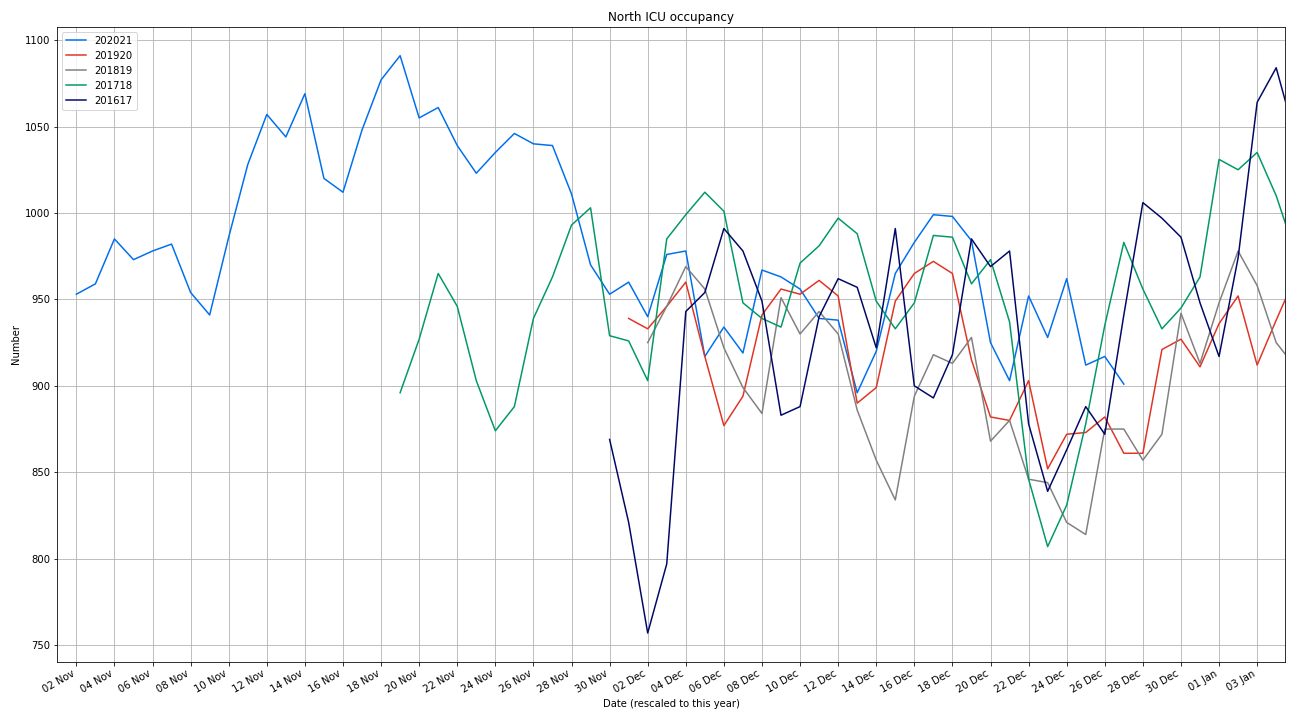 North ICU occupancy
202021
201920
201819
201718
201617
1100
1050
1000
950
900
850
800
750
Number
02 Nov
04 Nov
06 Nov
08 Nov
10 Nov
12 Nov
14 Nov
16 Nov
18 Nov
20 Nov
22 Nov
24 Nov
26 Nov
28 Nov
30 Nov
02 Dec
04 Dec
06 Dec
08 Dec
10 Dec
12 Dec
14 Dec
16 Dec
18 Dec
20 Dec
22 Dec
24 Dec
26 Dec
28 Dec
30 Dec
01 Jan
03 Jan
Date (rescaled to this year)